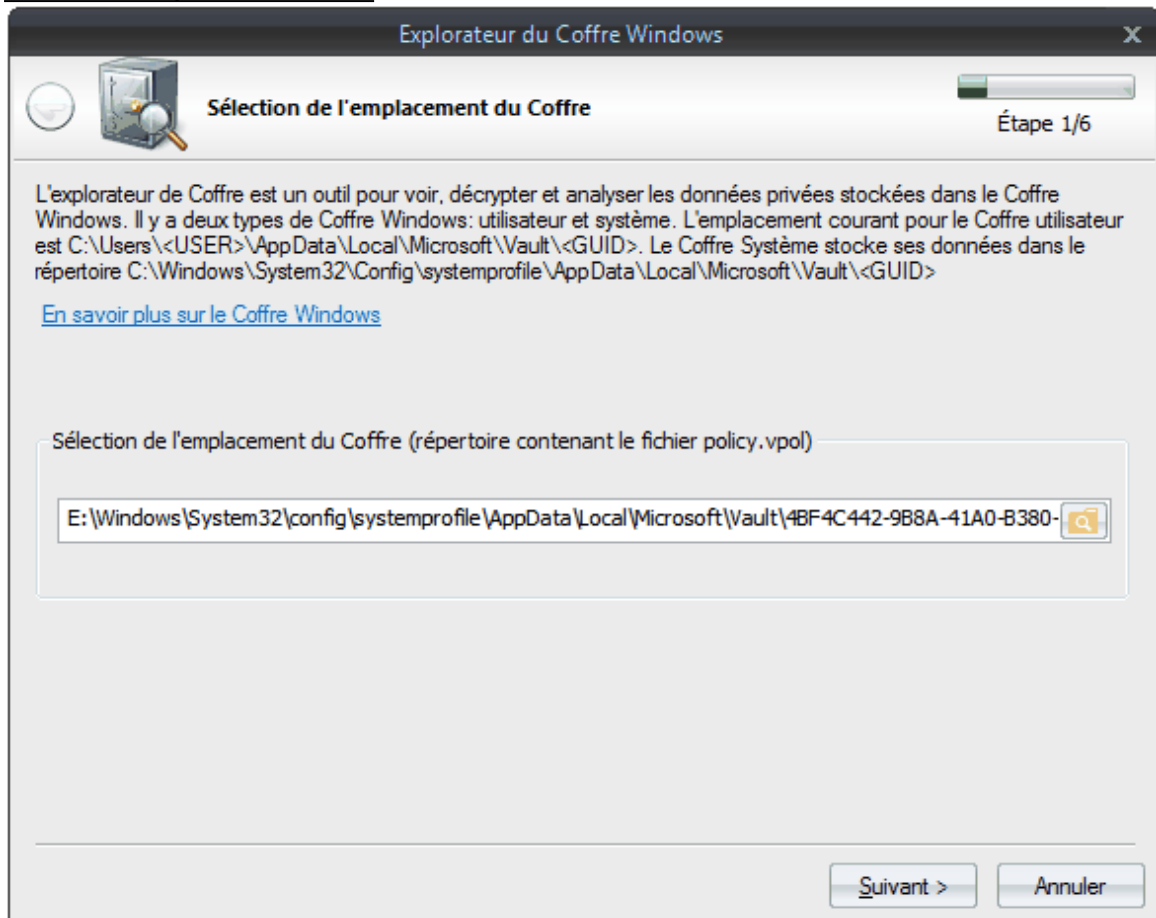 Explorateur du Coffre Windows
x
Sélection de l'emplacement du Coffre
Étape 1/6
L'explorateur de Coffre est un outil pour voir, décrypter et analyser les données privées stockées dans le Coffre
Windows. Il y a deux types de Coffre Windows: utilisateur et système. L'emplacement courant pour le Coffre utilisateur
est C:\Users\<USER>\AppData\Local\Microsoft\Vault\<GUID>. Le Coffre Système stocke ses données dans le
répertoire C:\Windows\System32\Config\systemprofile\AppData\Local\Microsoft\Vault\<GUID>
En savoir plus sur le Coffre Windows
Sélection de l'emplacement du Coffre (répertoire contenant le fichier policy.vpol)
E:\Windows\System32\config\systemprofile\AppData\Local\Microsoft\Vault\4BF4C442-9B8A-41A0-B380-
Suivant >
Annuler